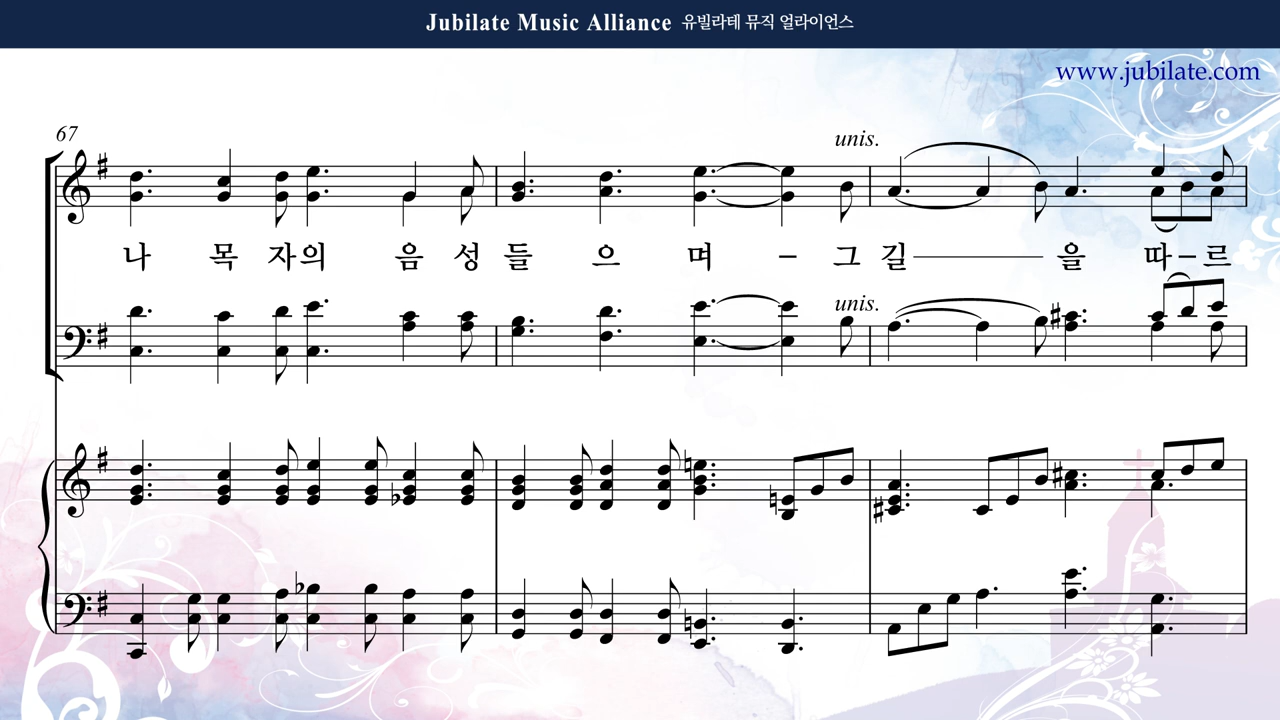 Jubilate Music Alliance 유빌라테 뮤직 얼라이언스
www.jubilate.com
67
unis.
나 목 자의 음 성 들 으 며 – 그 길 을 따–르
unis.